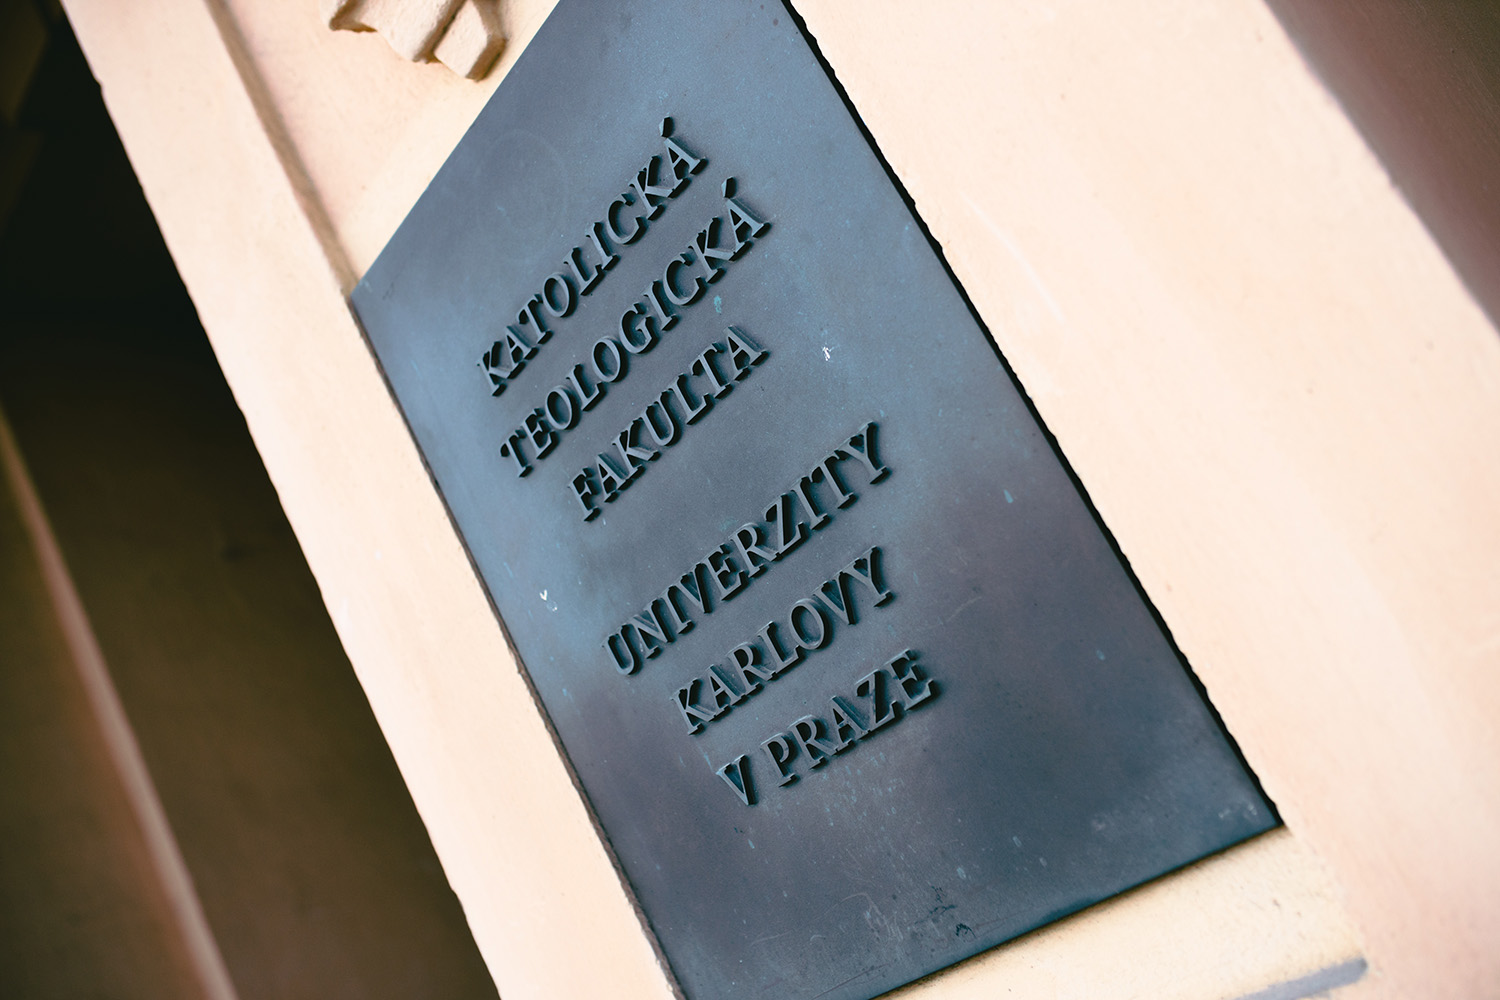 KATOLICKÁ
TEOLOGICKÁ
FAKULTA
UNIVERZITY
KARLOVY
V PRAZE